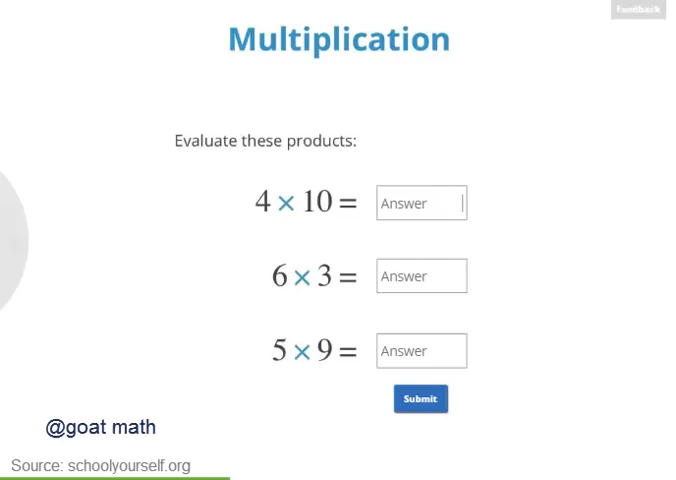 Feedback
Multiplication
Evaluate these products:
4 × 10 = Answer
6 × 3 = Answer
5 × 9 = Answer
Submit
@goat math
Source: schoolyourself.org